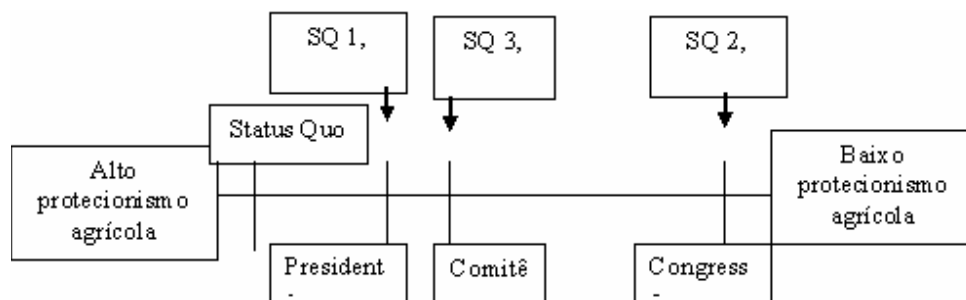 SQ 1,
SQ 3,
SQ 2,
Status Quo
Alto
protecionismo
agrícola
Baixo
protecionismo
agrícola
President
Comitê
Congress